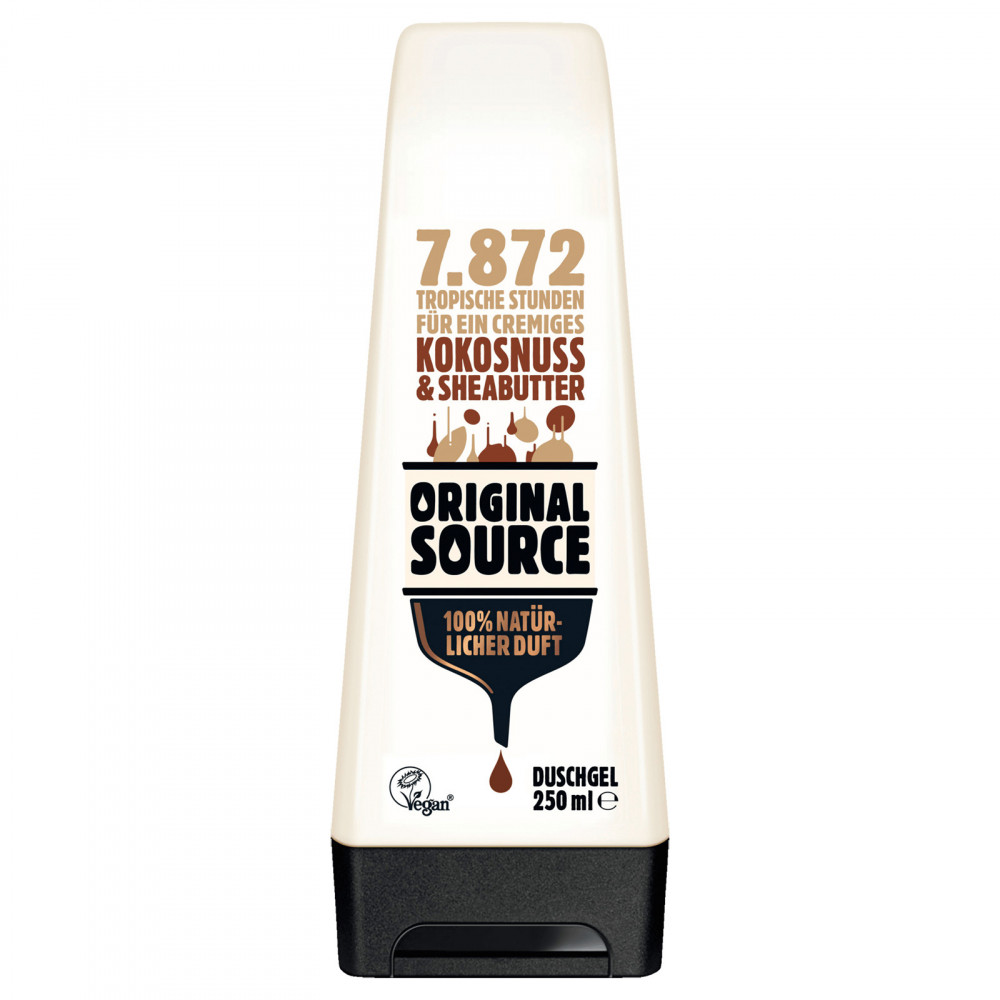 7.872
TROPISCHE STUNDEN
FÜR EIN CREMIGES
KOKOSNUSS
& SHEABUTTER
ORIGINAL
SOURCE
100% NATÜR-
LICHER DUFT
Vegan®
DUSCHGEL
250 ml ℮